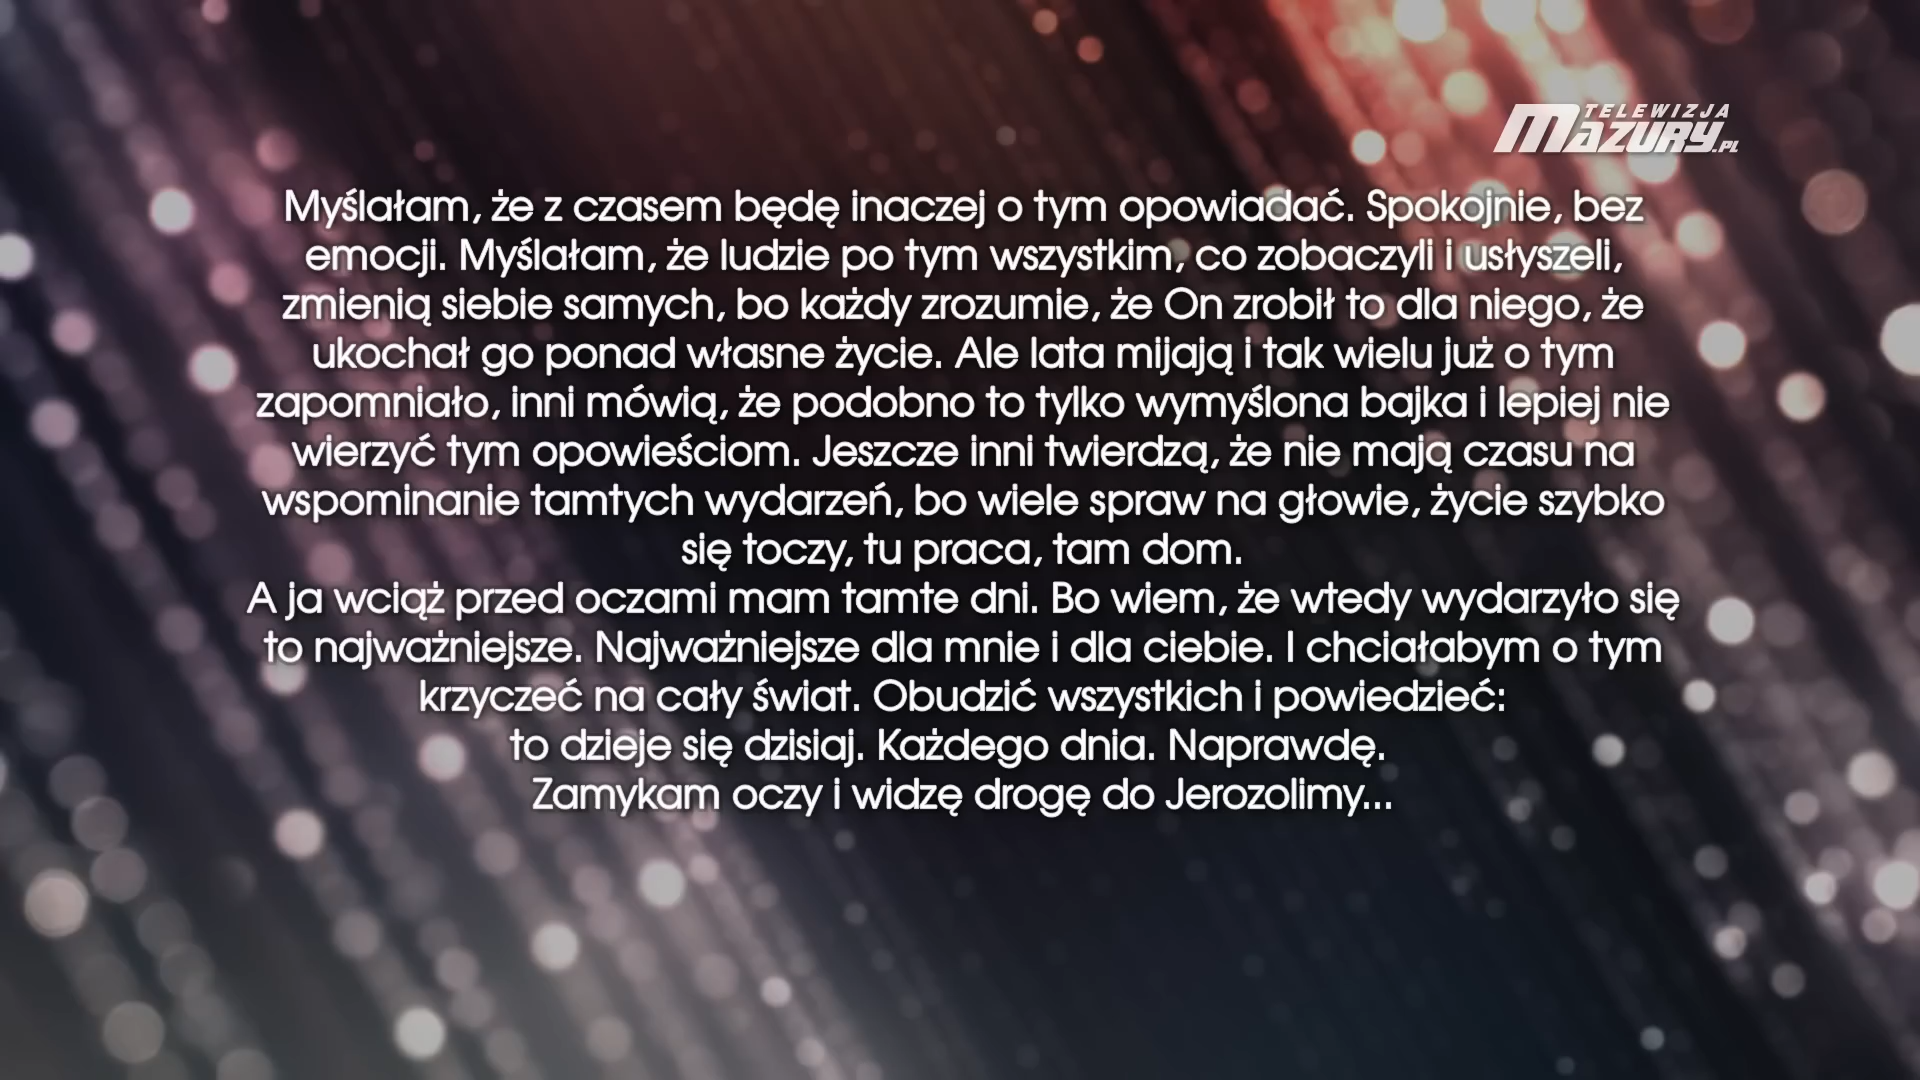 TELEWIZJA
MAZURY.PL
Myślałam, że z czasem będę inaczej o tym opowiadać. Spokojnie, bez
emocji. Myślałam, że ludzie po tym wszystkim, co zobaczyli i usłyszeli,
zmienią siebie samych, bo każdy zrozumie, że On zrobił to dla niego, że
ukochał go ponad własne życie. Ale lata mijają i tak wielu już o tym
zapomniało, inni mówią, że podobno to tylko wymyślona bajka i lepiej nie
wierzyć tym opowieściom. Jeszcze inni twierdzą, że nie mają czasu na
wspominanie tamtych wydarzeń, bo wiele spraw na głowie, życie szybko
się toczy, tu praca, tam dom.
A ja wciąż przed oczami mam tamte dni. Bo wiem, że wtedy wydarzyło się
to najważniejsze. Najważniejsze dla mnie i dla ciebie. I chciałabym o tym
krzyczeć na cały świat. Obudzić wszystkich i powiedzieć:
to dzieje się dzisiaj. Każdego dnia. Naprawdę.
Zamykam oczy i widzę drogę do Jerozolimy...